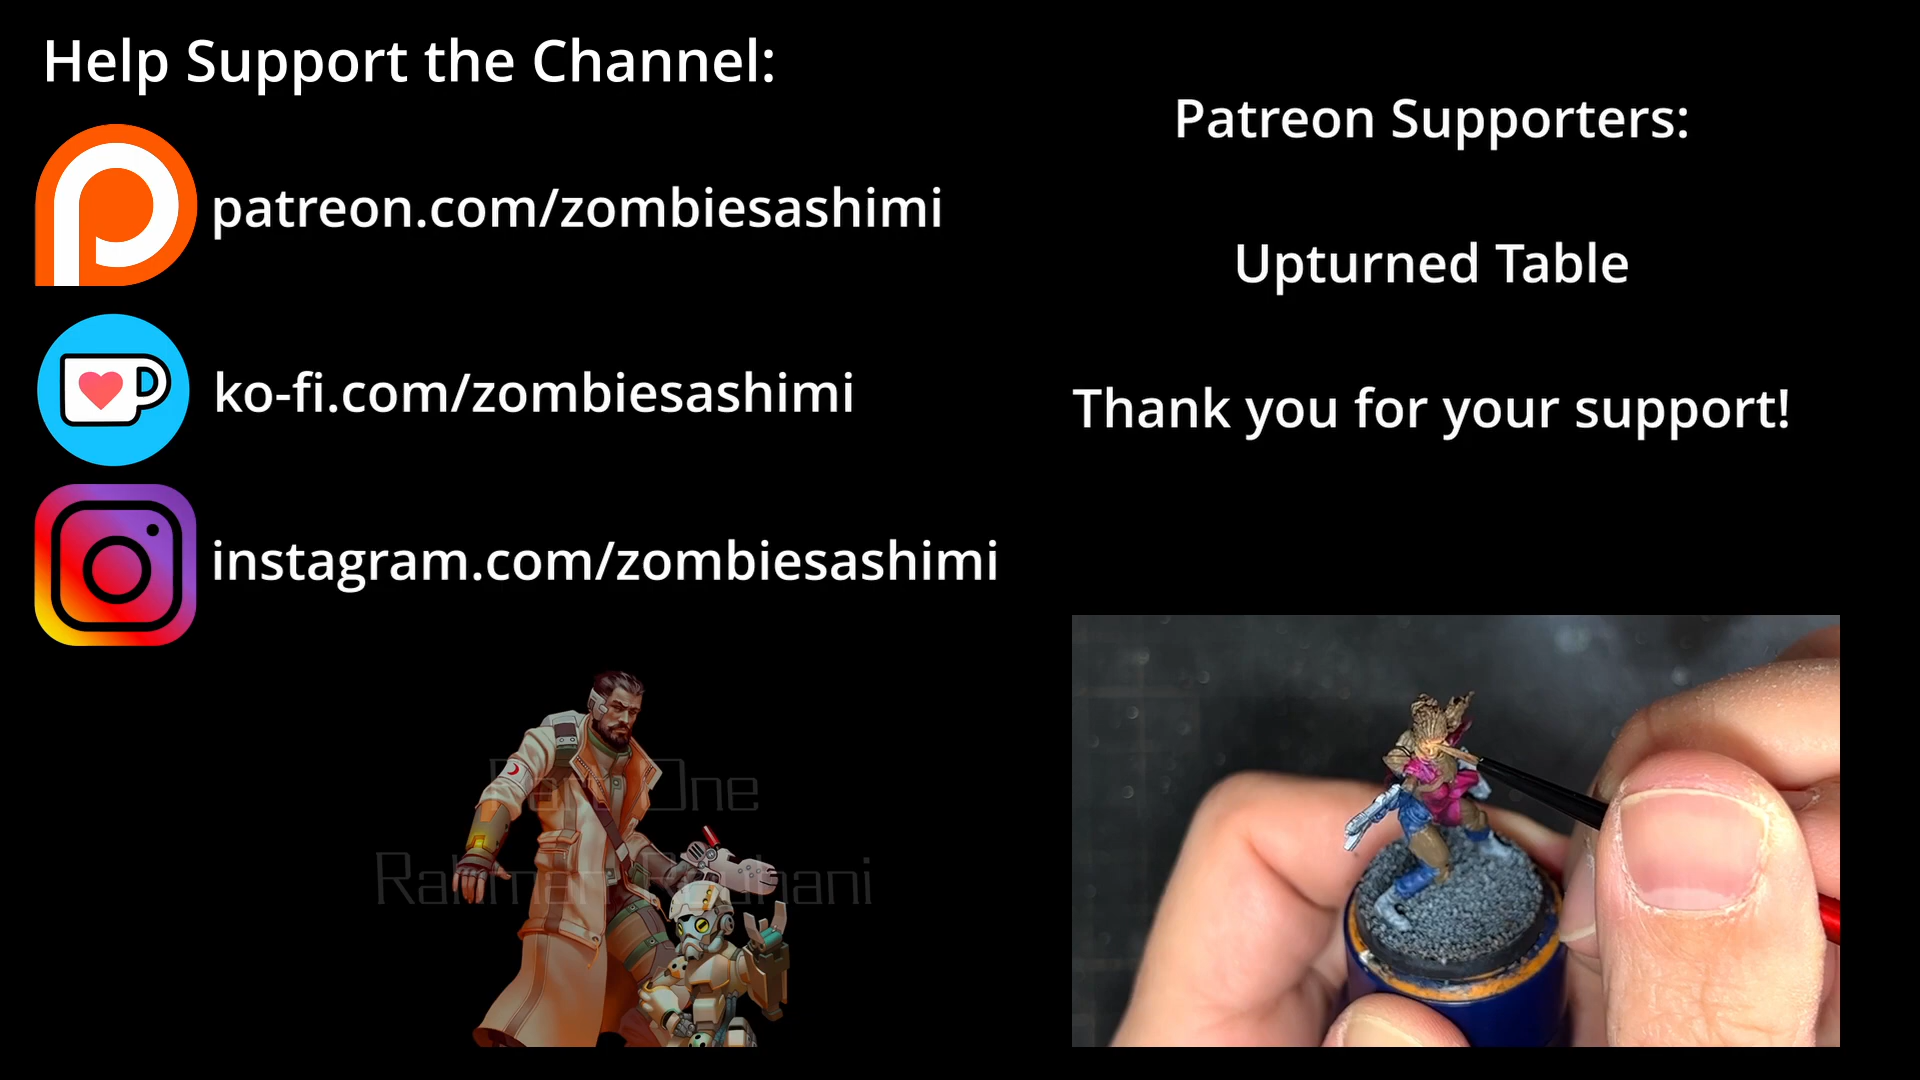 Help Support the Channel:
patreon.com/zombiesashimi
ko-fi.com/zombiesashimi
instagram.com/zombiesashimi
Patreon Supporters:
Upturned Table
Thank you for your support!
One